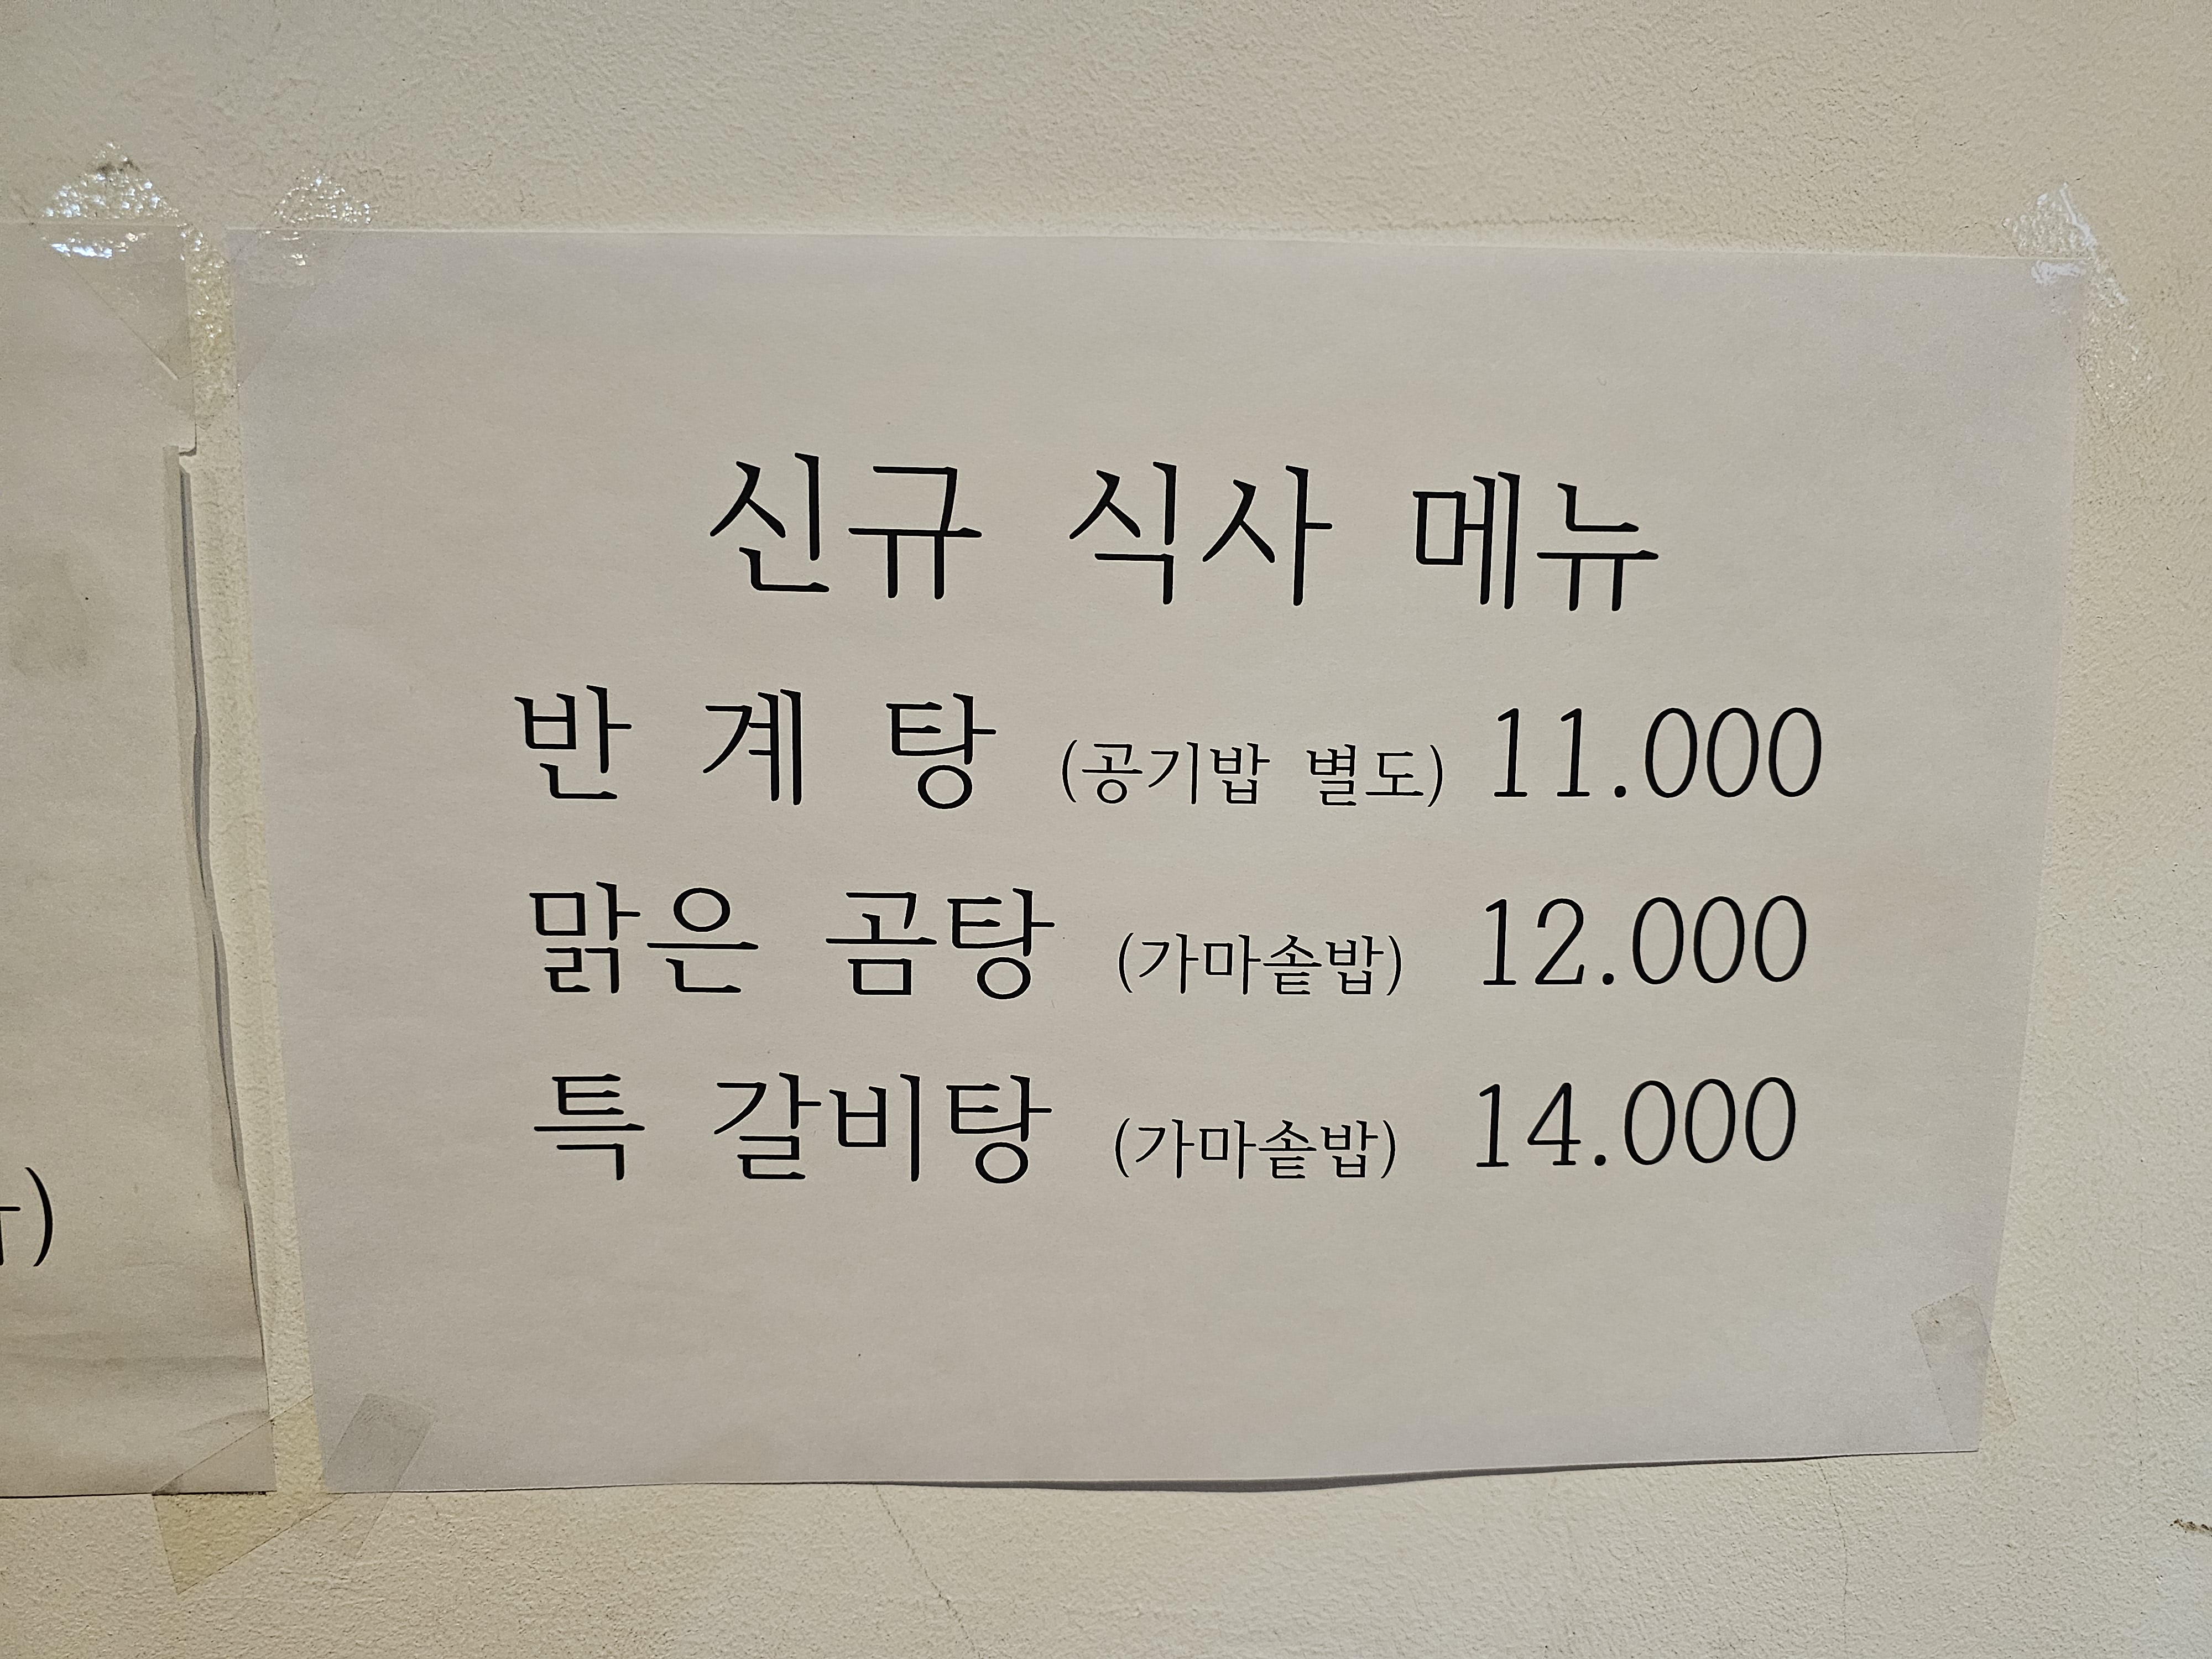 신규 식사 메뉴
반 계 탕 (공기밥 별도) 11.000
맑은 곰탕 (가마솥밥) 12.000
특 갈비탕 (가마솥밥) 14.000